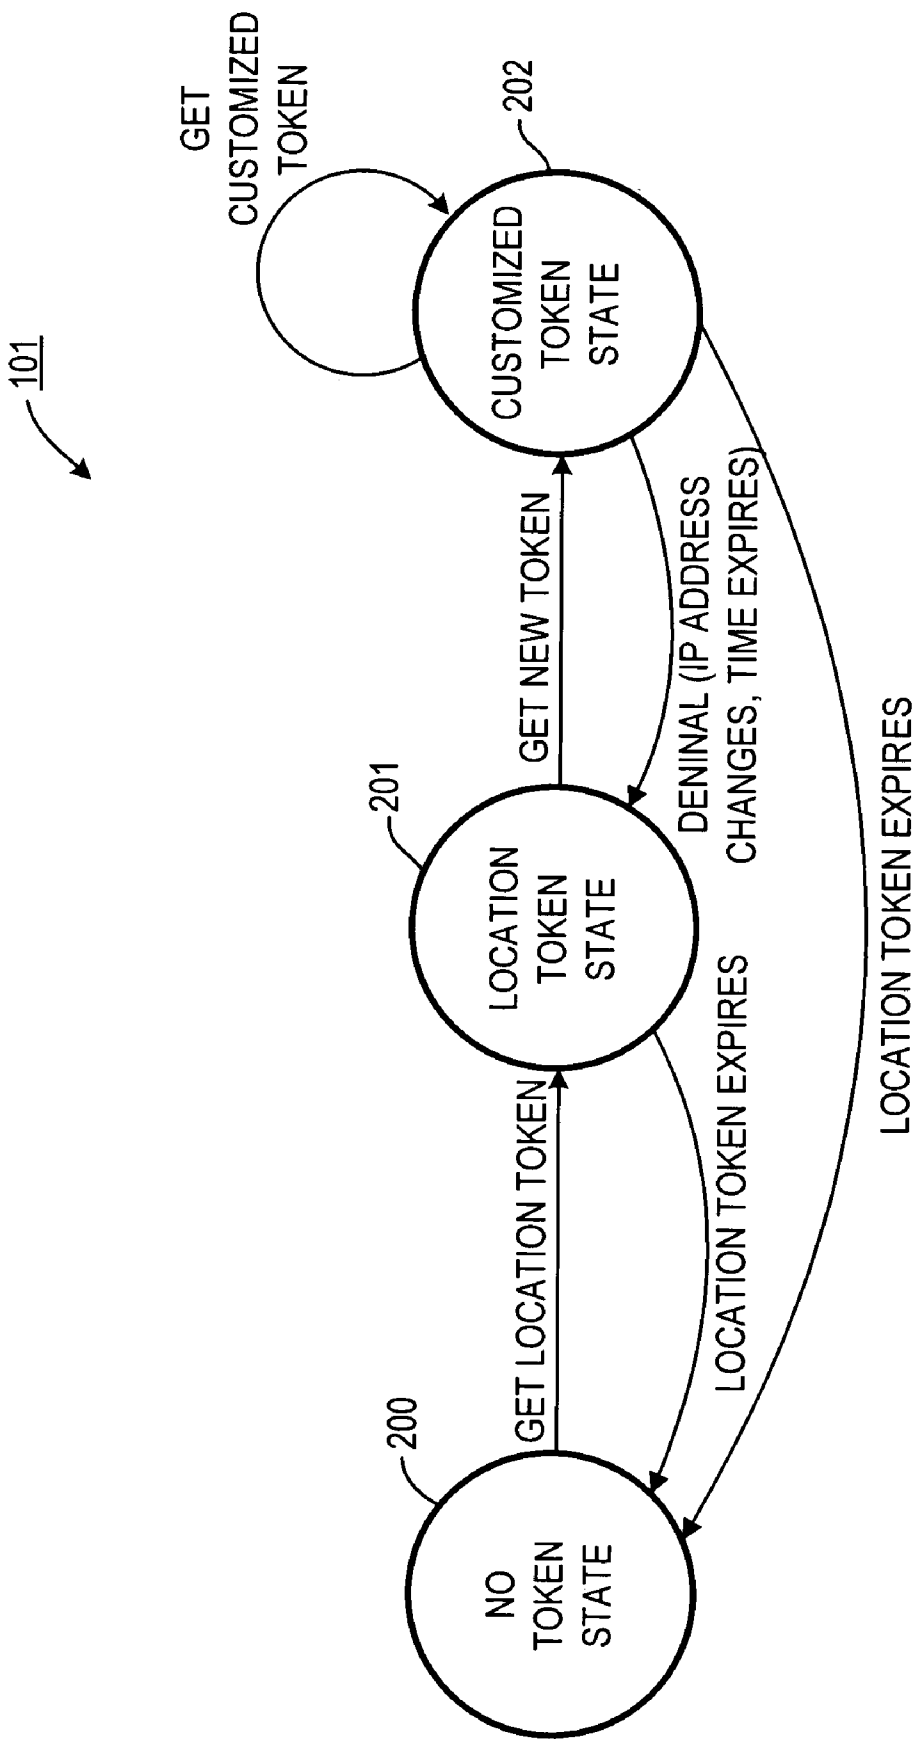 101
GET
CUSTOMIZED
TOKEN
200
201
202
NO
TOKEN
STATE
GET LOCATION TOKEN
LOCATION
TOKEN
STATE
GET NEW TOKEN
CUSTOMIZED
TOKEN
STATE
LOCATION TOKEN EXPIRES
DENINAL (IP ADDRESS
CHANGES, TIME EXPIRES)
LOCATION TOKEN EXPIRES